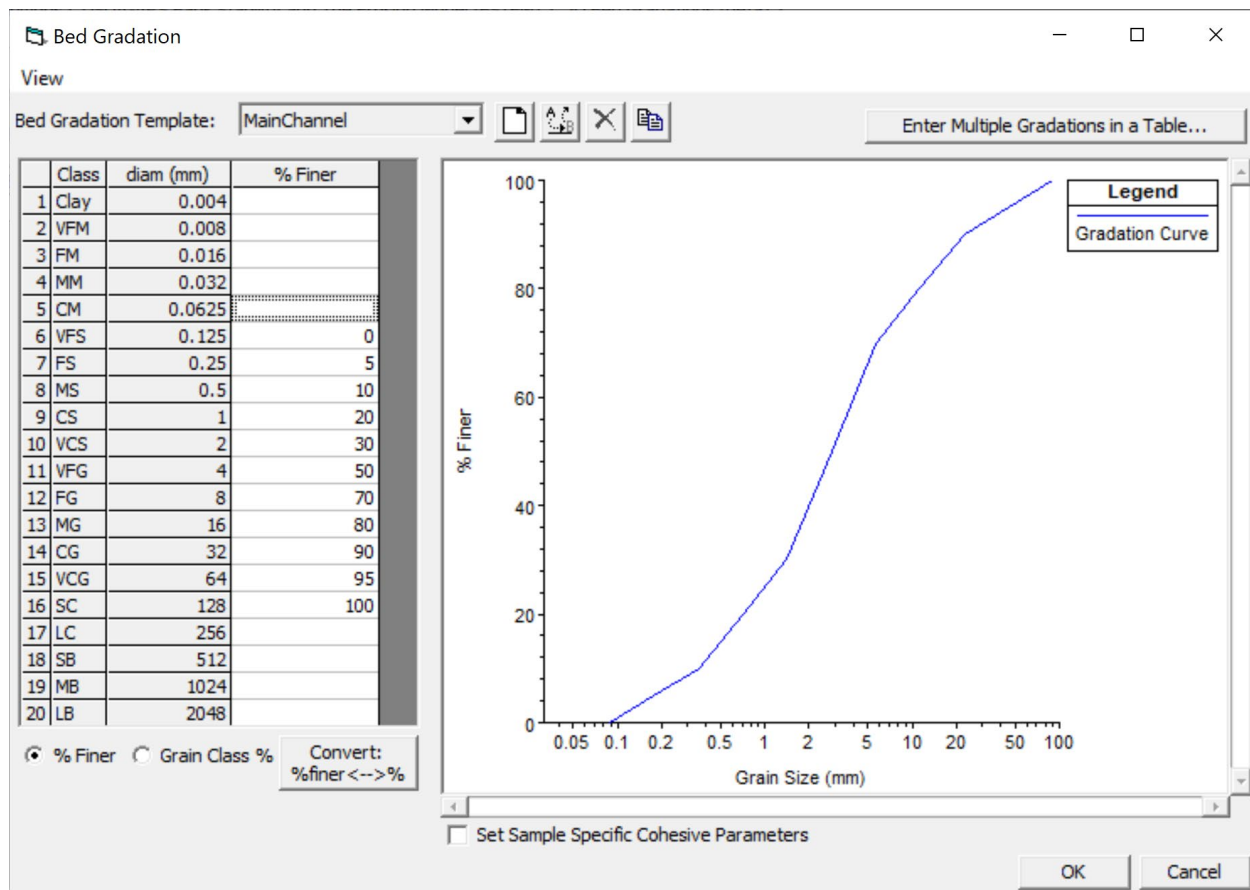 Bed Gradation
View
Bed Gradation Template: MainChannel
Enter Multiple Gradations in a Table...
Class diam (mm) % Finer
1 Clay 0.004
2 VFM 0.008
3 FM 0.016
4 MM 0.032
5 CM 0.0625
6 VFS 0.125 0
7 FS 0.25 5
8 MS 0.5 10
9 CS 1 20
10 VCS 2 30
11 VFG 4 50
12 FG 8 70
13 MG 16 80
14 CG 32 90
15 VCG 64 95
16 SC 128 100
17 LC 256
18 SB 512
19 MB 1024
20 LB 2048
% Finer Grain Class %
Convert:
%finer<-->%
100
80
60
40
20
0
% Finer
0.05 0.1 0.2 0.5 1 2 5 10 20 50 100
Grain Size (mm)
Legend
Gradation Curve
Set Sample Specific Cohesive Parameters
OK Cancel